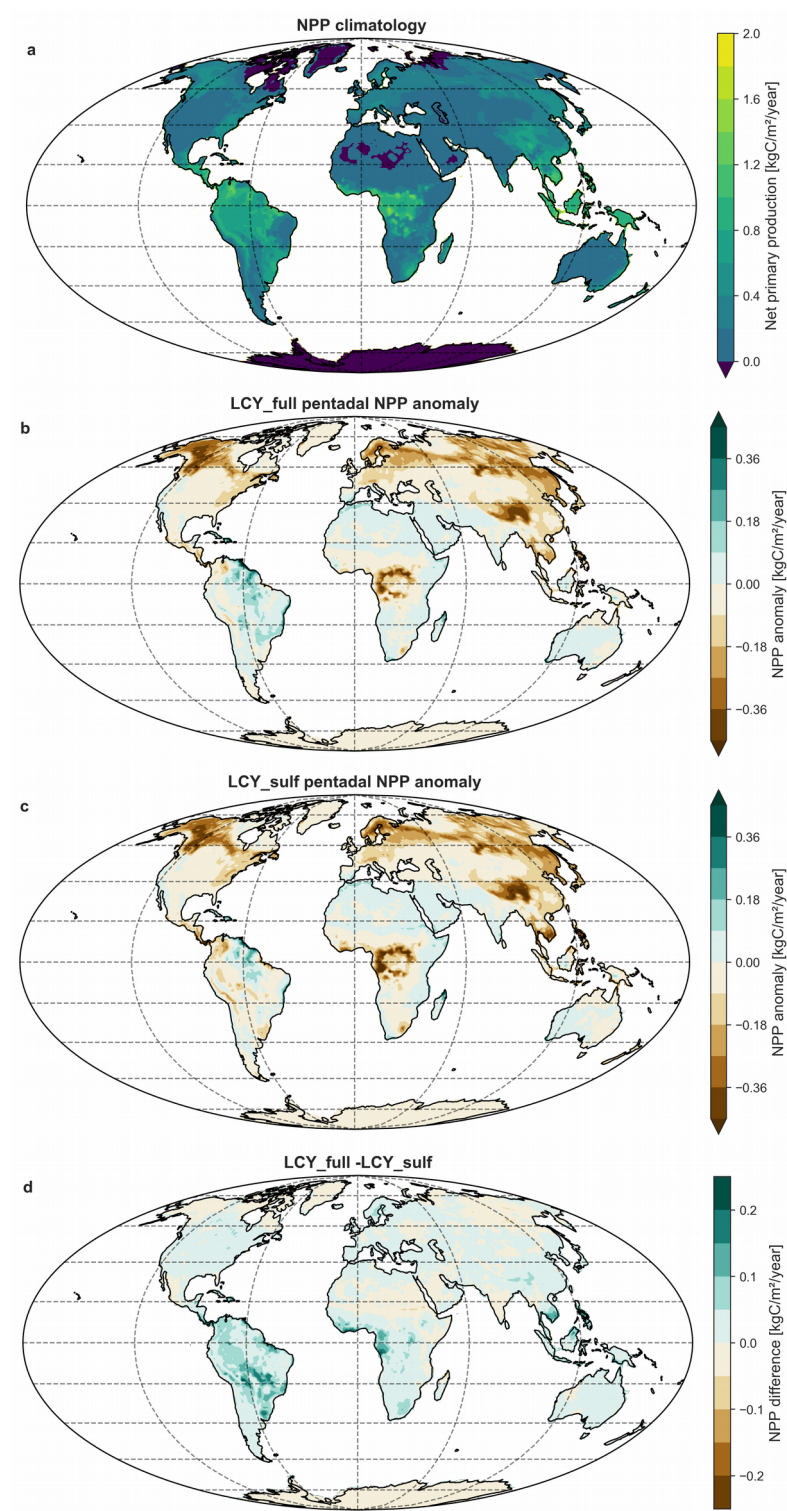 NPP climatology
a
2.0
1.6
1.2
0.8
0.4
0.0
Net primary production [kgC/m²/year]
LCY_full pentadal NPP anomaly
b
0.36
0.18
0.00
−0.18
−0.36
NPP anomaly [kgC/m²/year]
LCY_sulf pentadal NPP anomaly
c
0.36
0.18
0.00
−0.18
−0.36
NPP anomaly [kgC/m²/year]
LCY_full -LCY_sulf
d
0.2
0.1
0.0
−0.1
−0.2
NPP difference [kgC/m²/year]